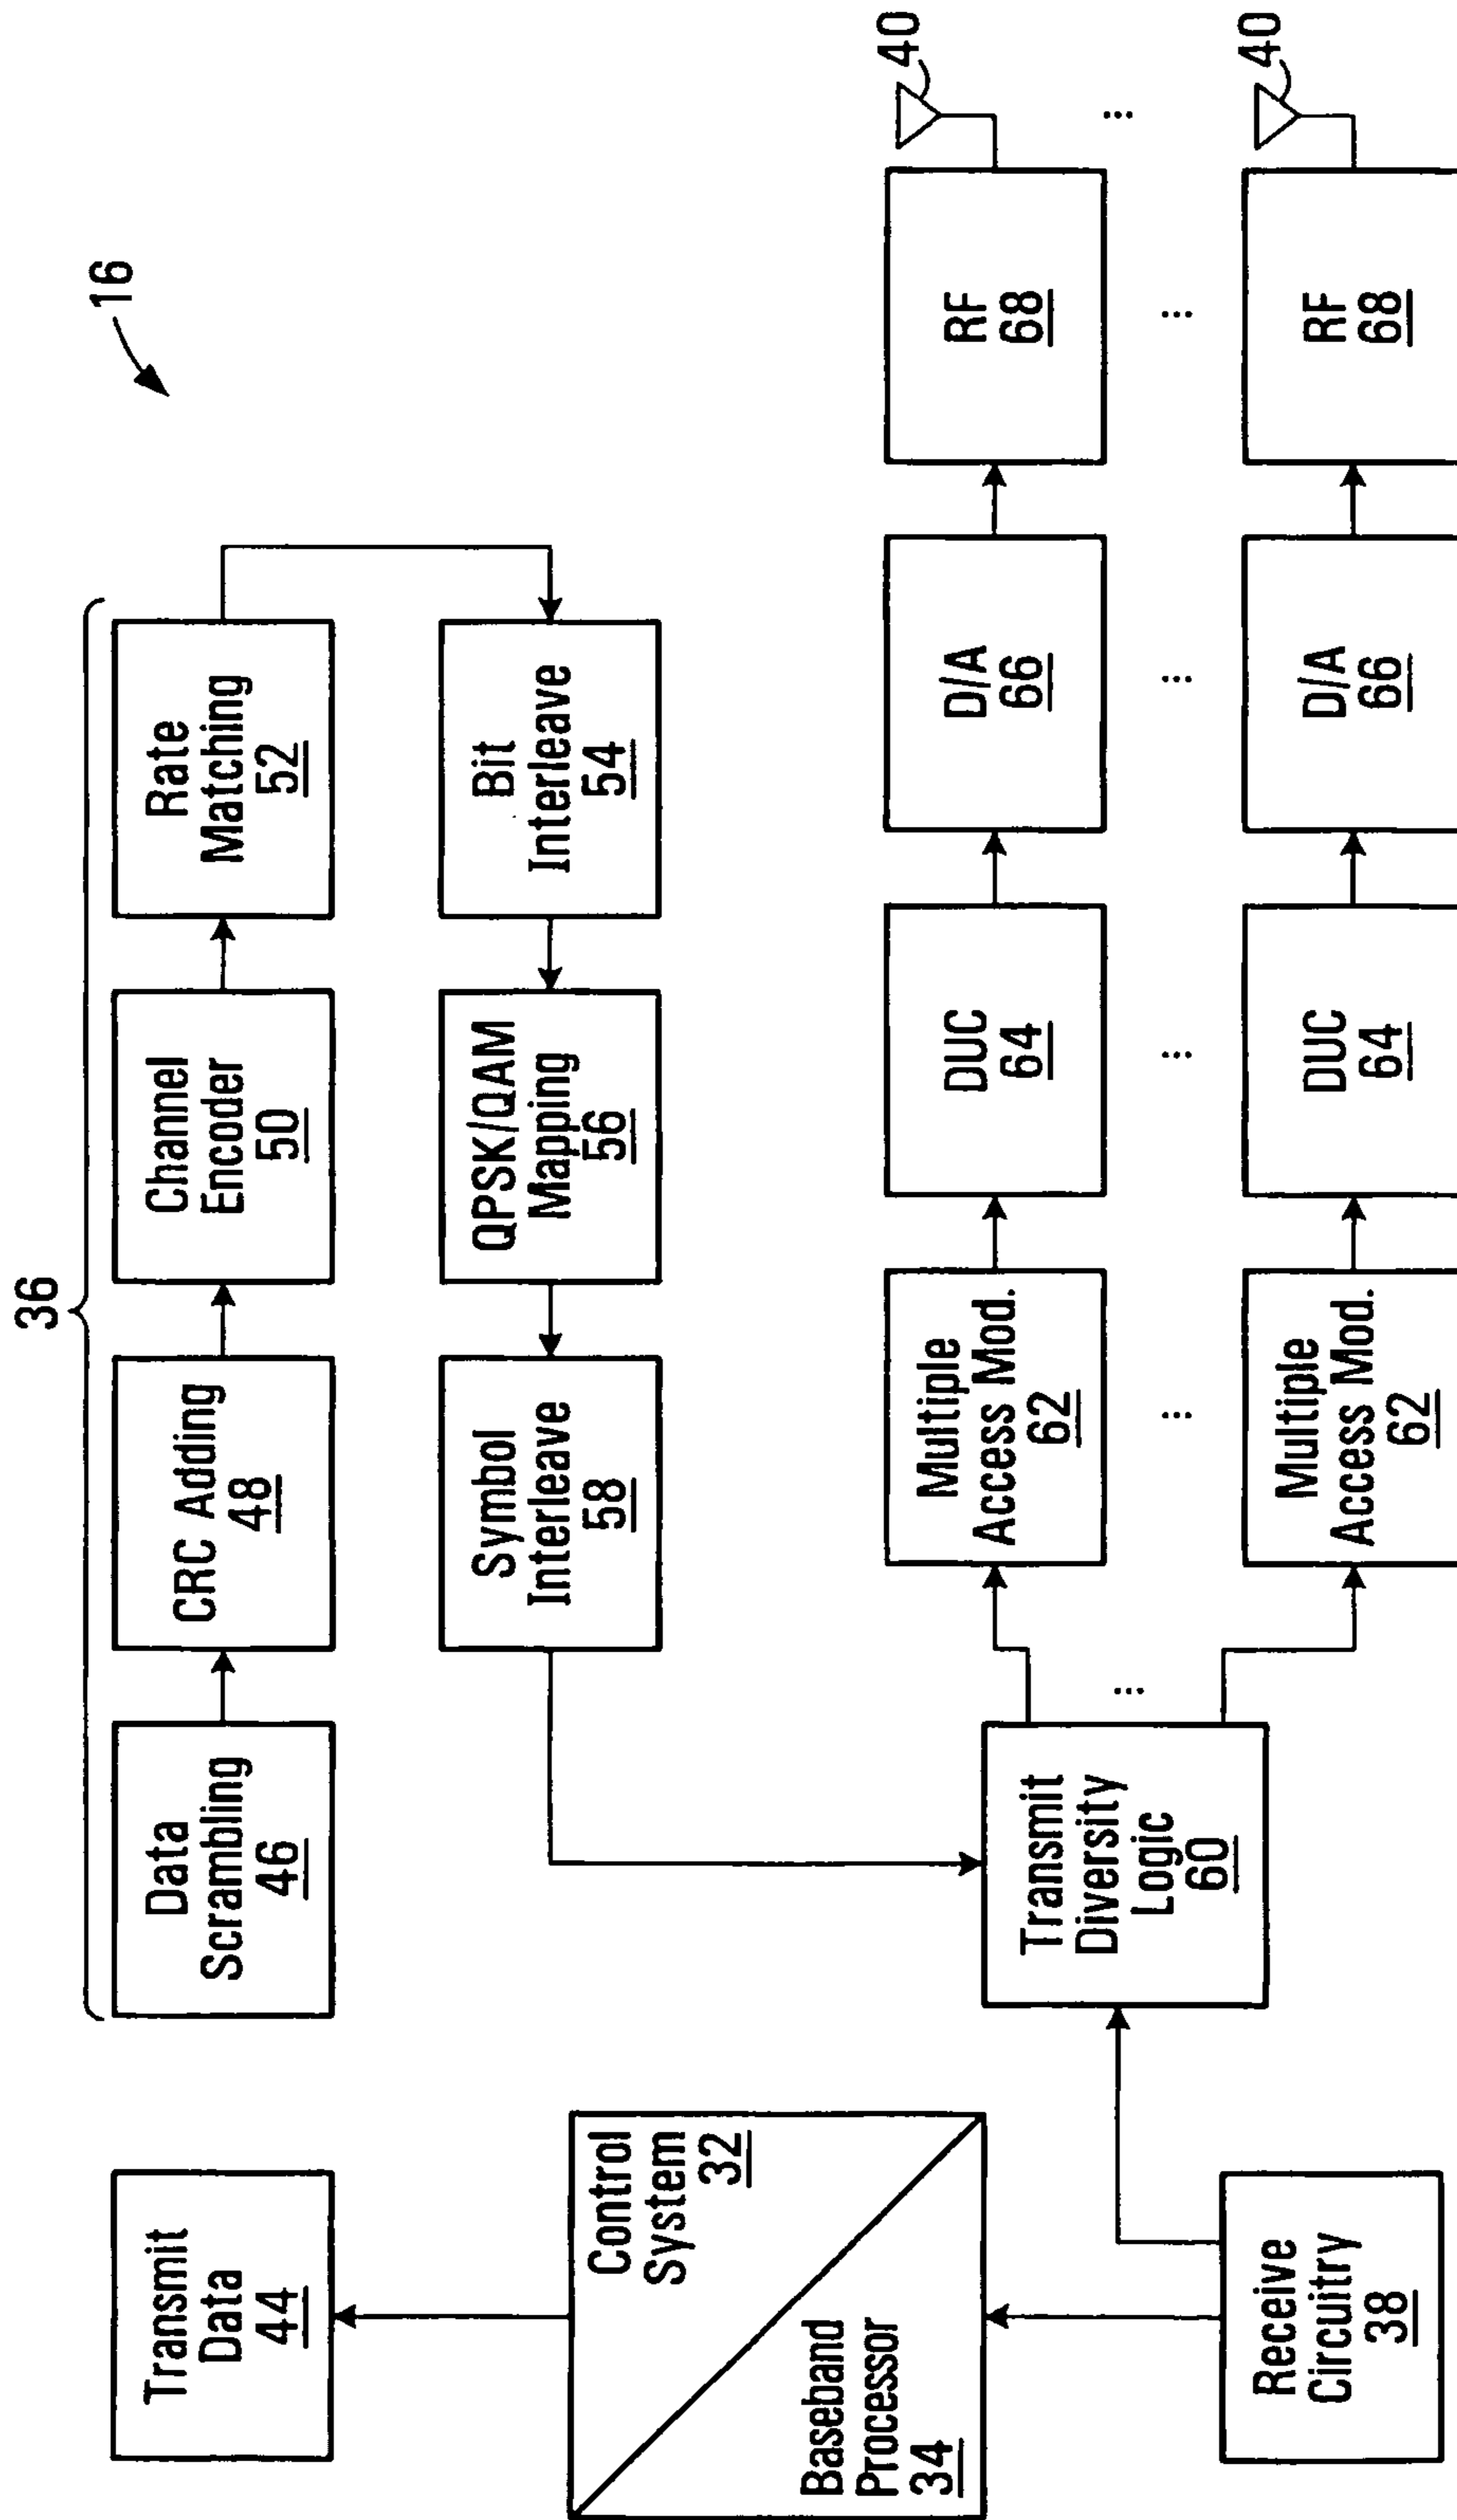 36
16
Transmit
Data
44
Data
Scrambling
46
CRC Adding
48
Channel
Encoder
50
Rate
Matching
52
Control
System 32
Baseband
Processor
34
Symbol
Interleave
58
QPSK/QAM
Mapping
56
Bit
Interleave
54
Receive
Circuitry
38
Transmit
Diversity
Logic
60
...
Multiple
Access Mod.
62
DUC
64
D/A
66
RF
68
40
...
...
...
...
...
Multiple
Access Mod.
62
DUC
64
D/A
66
RF
68
40